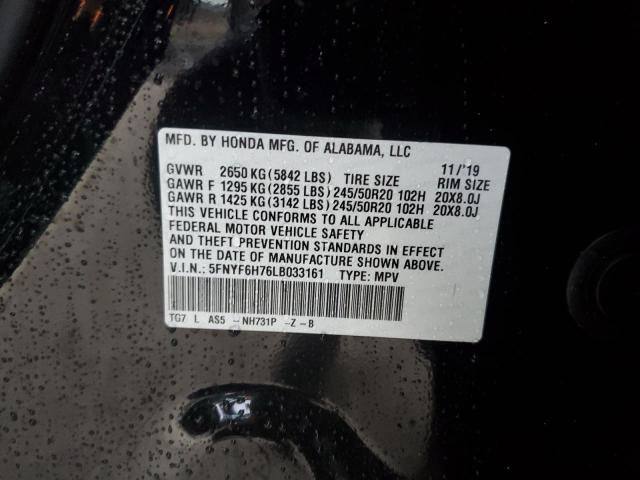 MFD. BY HONDA MFG. OF ALABAMA, LLC 11/'19
GVWR 2650 KG (5842 LBS) TIRE SIZE RIM SIZE
GAWR F 1295 KG (2855 LBS) 245/50R20 102H 20X8.0J
GAWR R 1425 KG (3142 LBS) 245/50R20 102H 20X8.0J
THIS VEHICLE CONFORMS TO ALL APPLICABLE
FEDERAL MOTOR VEHICLE SAFETY
AND THEFT PREVENTION STANDARDS IN EFFECT
ON THE DATE OF MANUFACTURE SHOWN ABOVE.
V.I.N.: 5FNYF6H76LB033161 TYPE: MPV
TG7 L AS5 -NH731P -Z-B